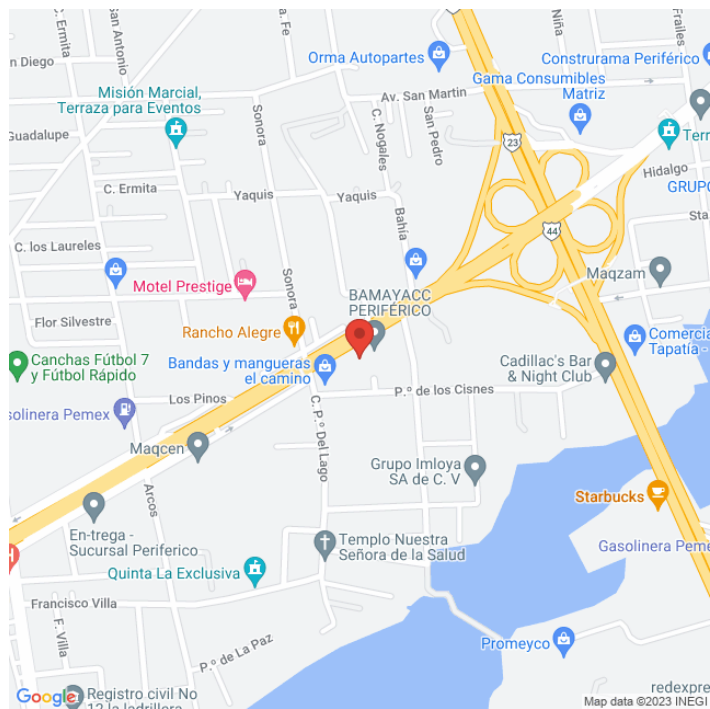 C. Ermita
San Antonio
a. Fe
Niña
Frailes
n Diego
Orma Autopartes
Construrama Periférico
Gama Consumibles
Matriz
Misión Marcial,
Terraza para Eventos
Av. San Martin
Sonora
C. Nogales
San Pedro
23
Guadalupe
Terr
Hidalgo
C. Ermita
Yaquis
Yaquis
GRUPO
Bahía
Sta
44
C. los Laureles
Sonora
Maqzam
Motel Prestige
BAMAYACC
PERIFÉRICO
Flor Silvestre
Rancho Alegre
Comercia
Tapatía -
Canchas Fútbol 7
y Fútbol Rápido
Bandas y mangueras
el camino
Cadillac's Bar
& Night Club
P.º de los Cisnes
Los Pinos
asolinera Pemex
C. P.º Del Lago
Maqcen
Grupo Imloya
SA de C. V
Arcos
Starbucks
En-trega -
Sucursal Periferico
Templo Nuestra
Señora de la Salud
Gasolinera Peme
H
Quinta La Exclusiva
Francisco Villa
F. Villa
P.º de La Paz
Promeyco
Google
Registro civil No
12 la ladrillera
redexpre
Map data ©2023 INEGI